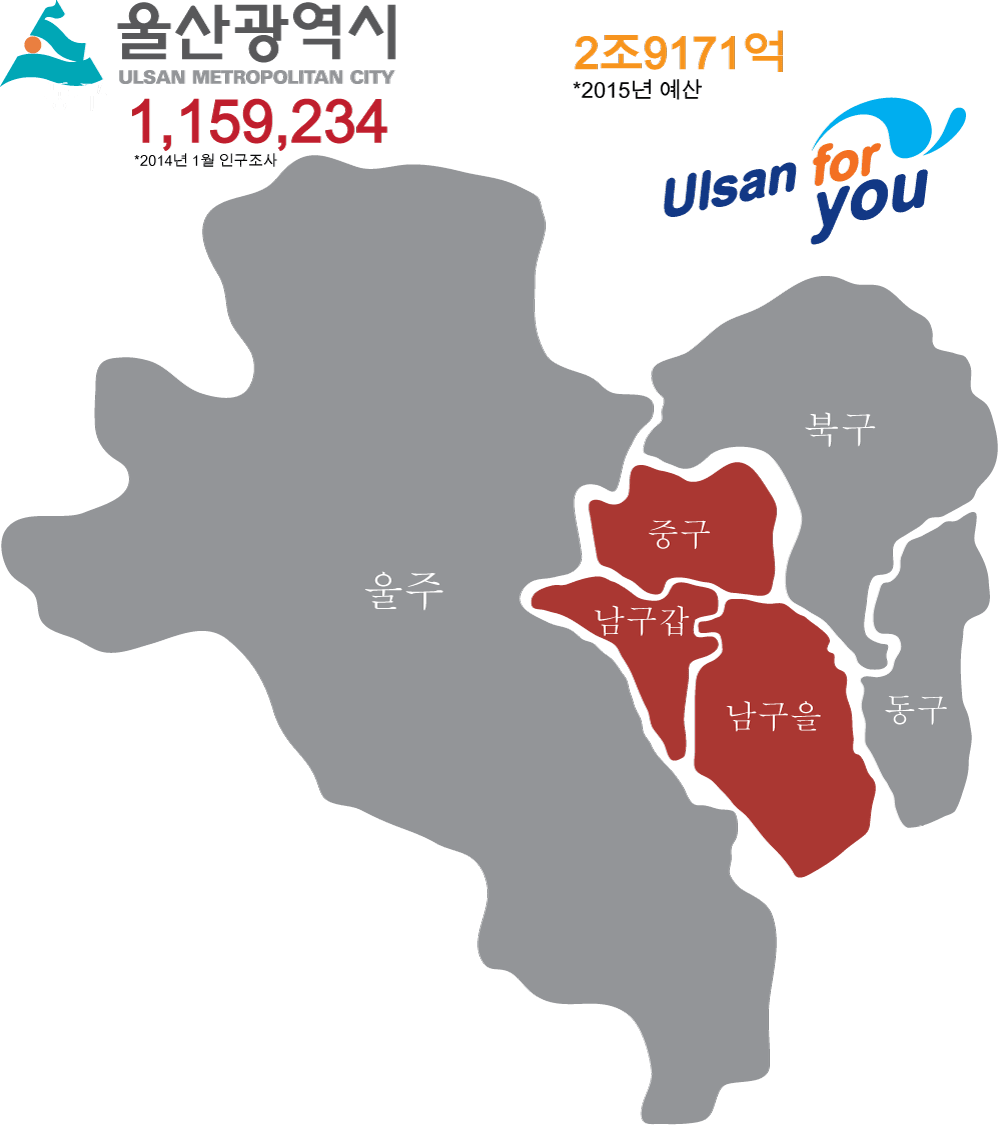 울산광역시
ULSAN METROPOLITAN CITY
1,159,234
*2014년 1월 인구조사
2조9171억
*2015년 예산
Ulsan for
you
북구
중구
울주
남구갑
남구을
동구